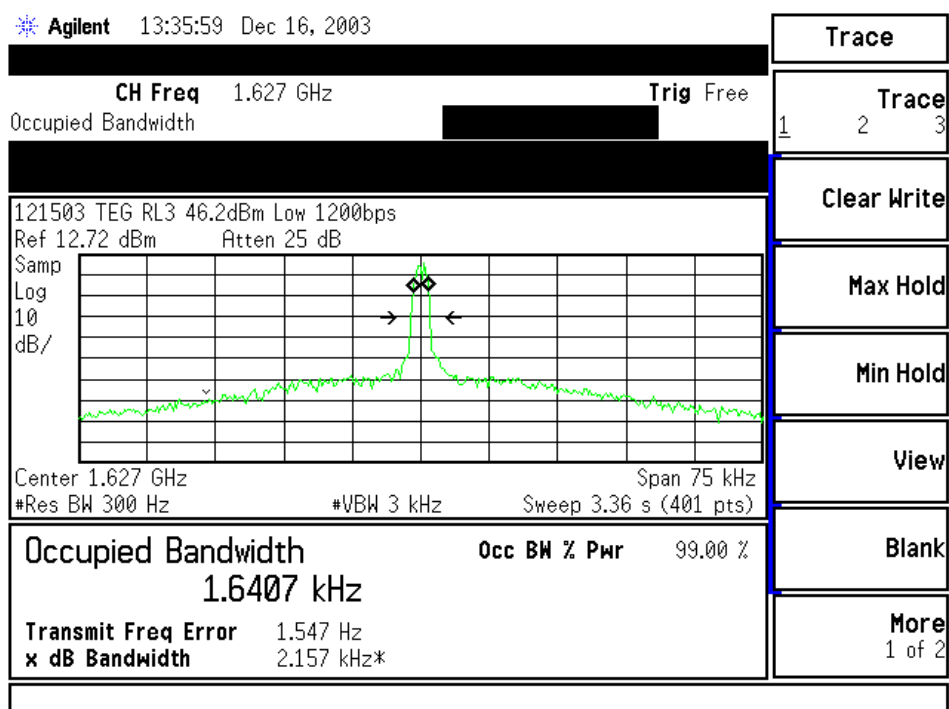 Agilent 13:35:59 Dec 16, 2003
Trace
CH Freq 1.627 GHz Trig Free
Occupied Bandwidth
Trace
1 2 3
Clear Write
Max Hold
Min Hold
View
Blank
More
1 of 2
121503 TEG RL3 46.2dBm Low 1200bps
Ref 12.72 dBm Atten 25 dB
Samp
Log
10
dB/
Center 1.627 GHz Span 75 kHz
#Res BW 300 Hz #VBW 3 kHz Sweep 3.36 s (401 pts)
Occupied Bandwidth Occ BW % Pwr 99.00 %
1.6407 kHz
Transmit Freq Error 1.547 Hz
x dB Bandwidth 2.157 kHz*